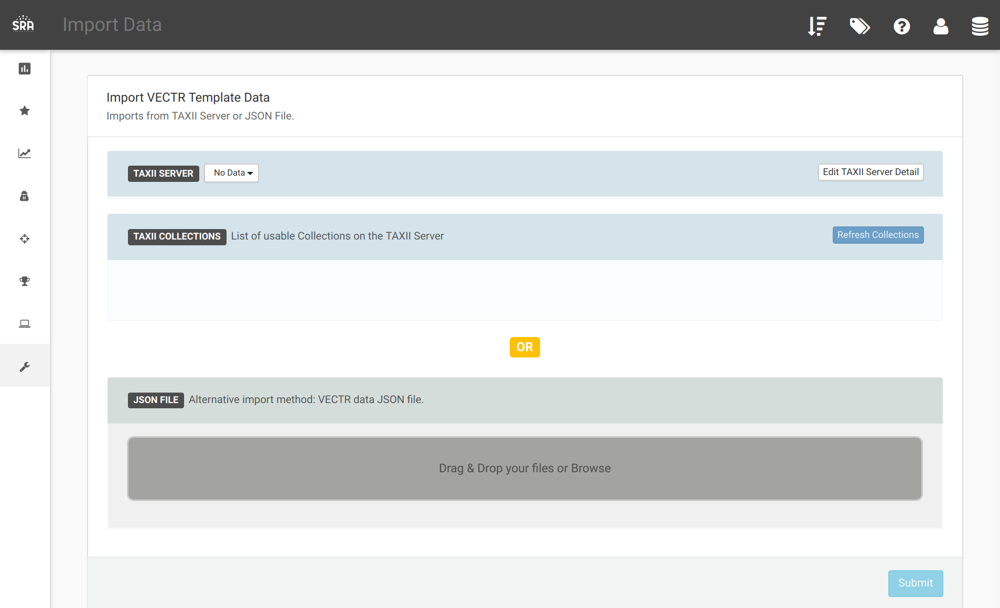 SRA
Import Data
Import VECTR Template Data
Imports from TAXII Server or JSON File.
TAXII SERVER No Data Edit TAXII Server Detail
TAXII COLLECTIONS List of usable Collections on the TAXII Server Refresh Collections
OR
JSON FILE Alternative import method: VECTR data JSON file.
Drag & Drop your files or Browse
Submit